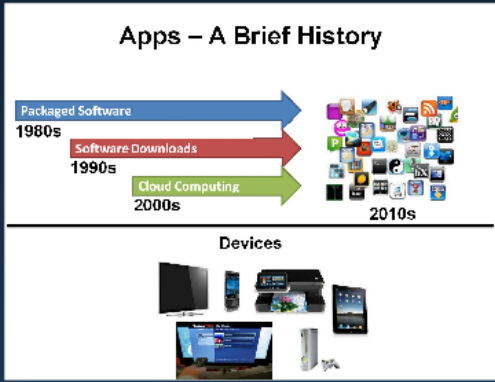 Apps – A Brief History
Packaged Software
1980s
Software Downloads
1990s
Cloud Computing
2000s
2010s
Devices